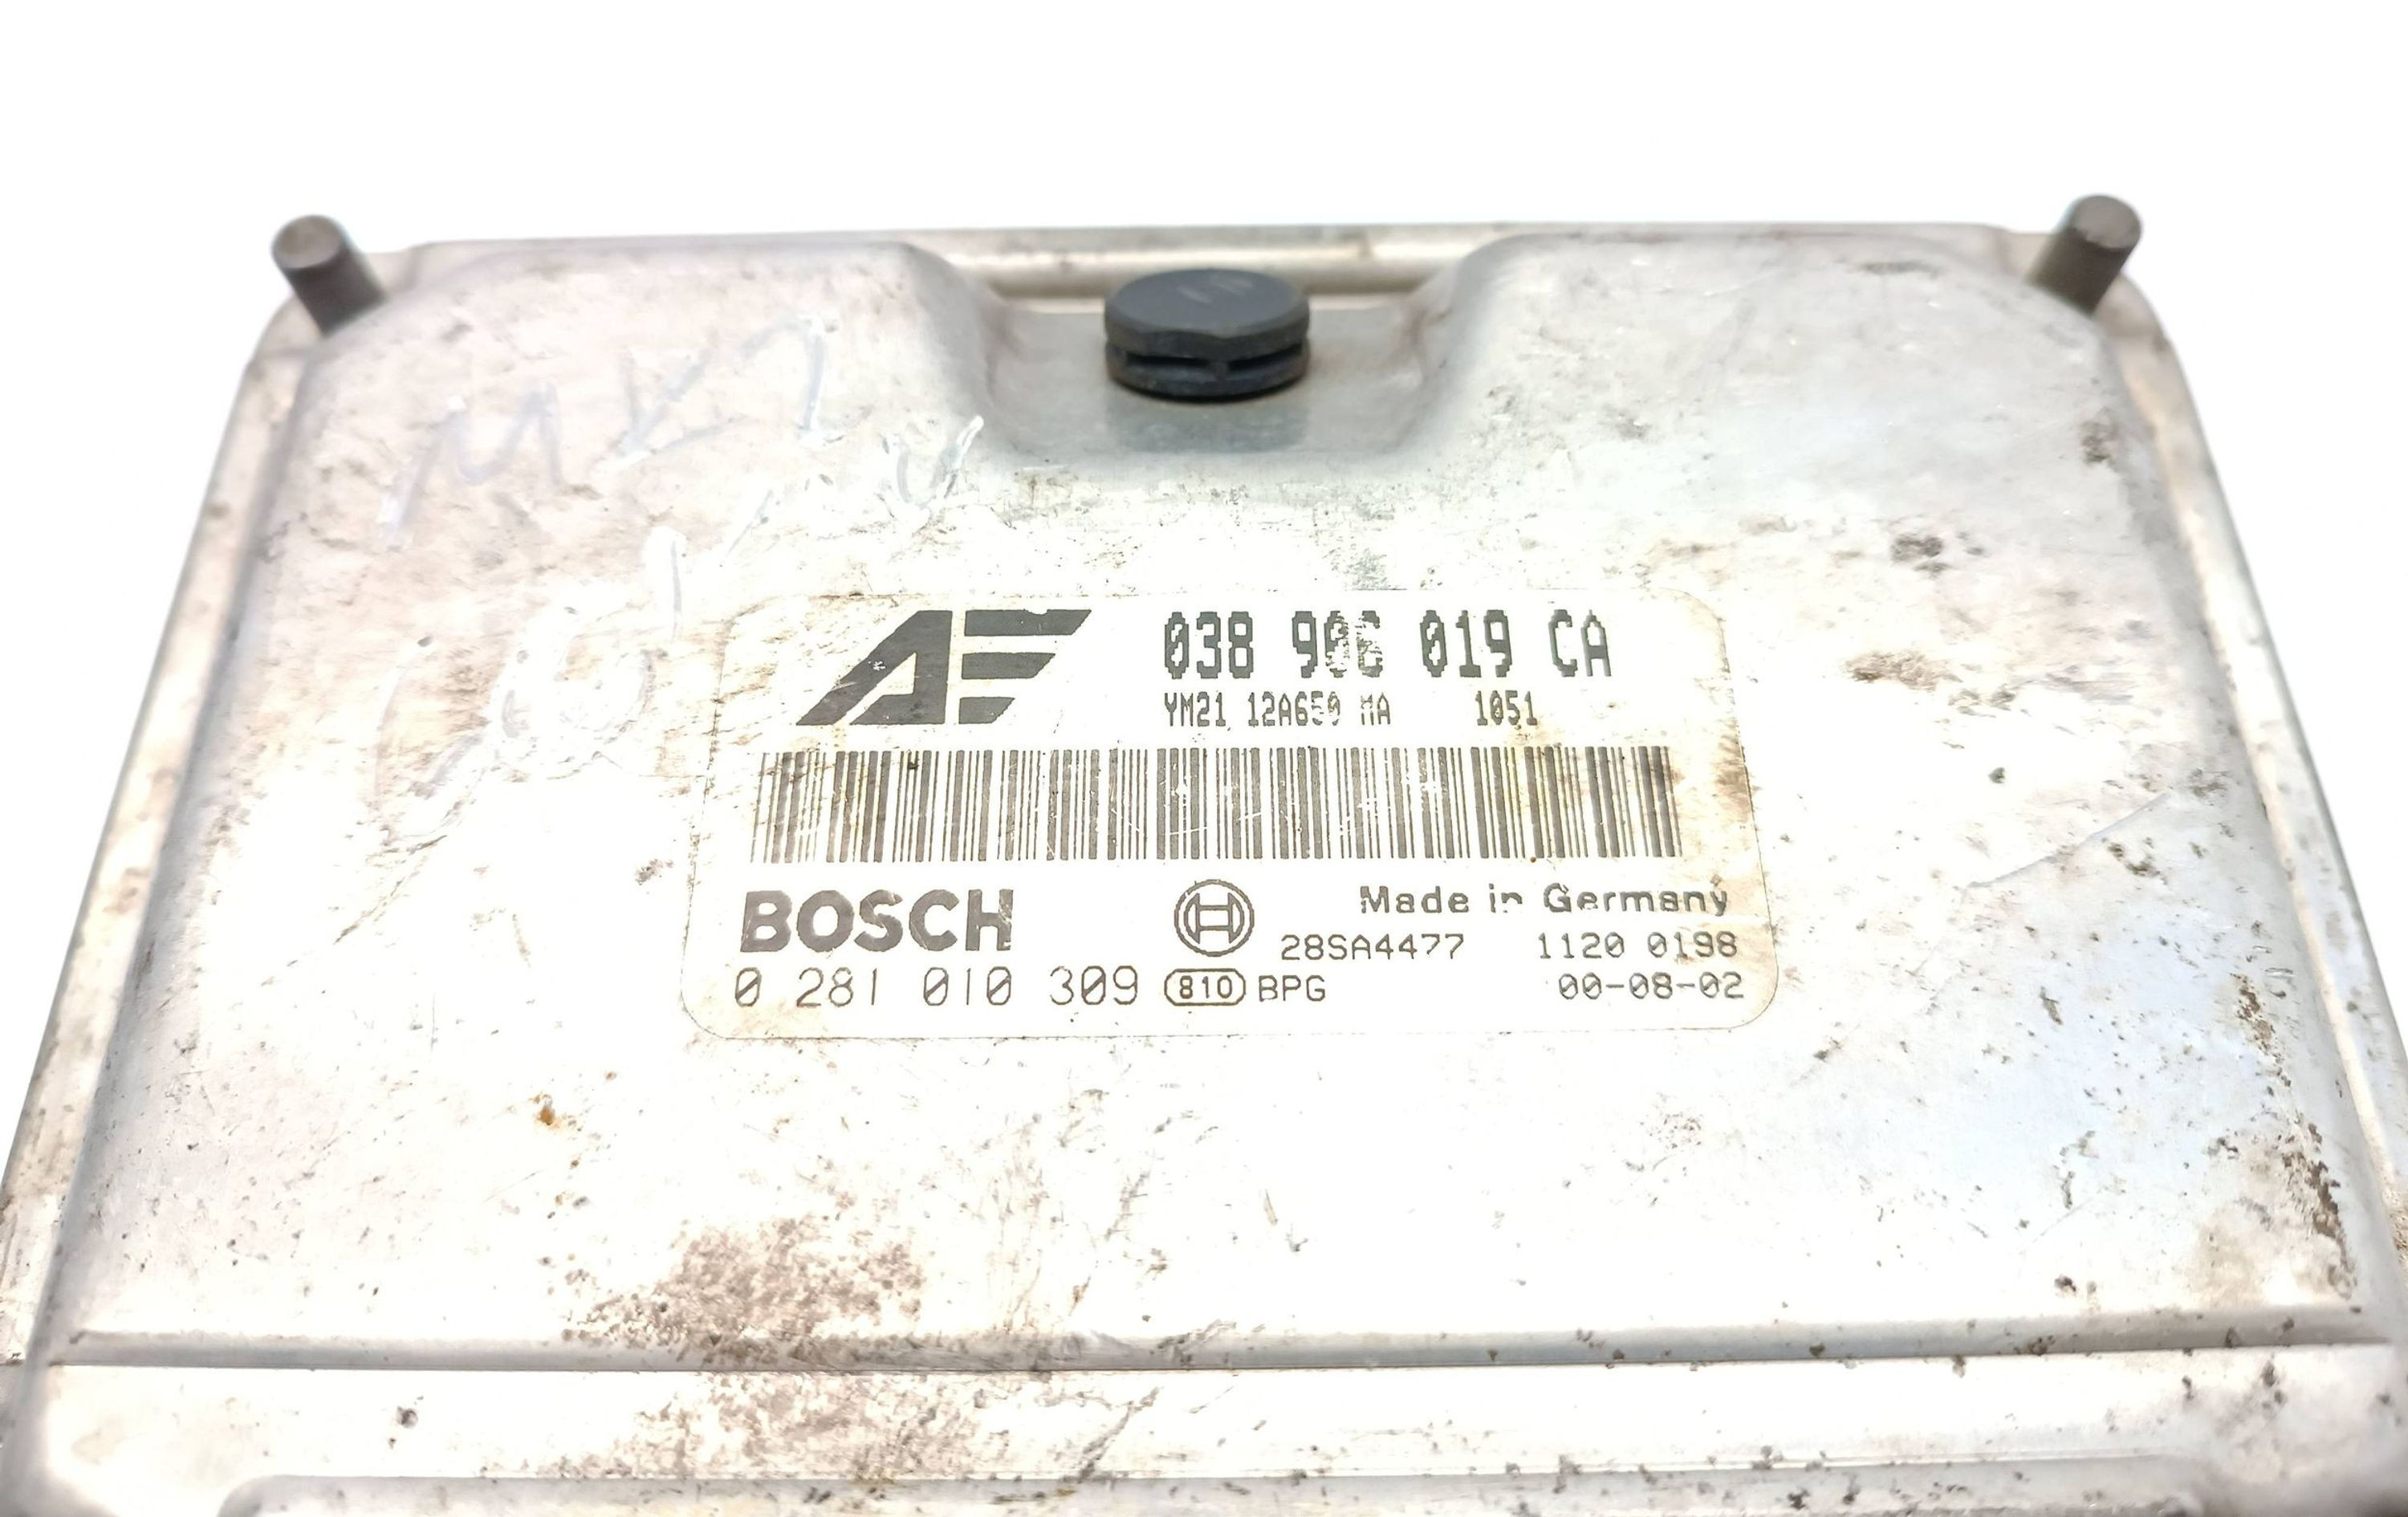 AF 038 906 019 CA
YM21 12A650 MA 1051
BOSCH Made in Germany
28SA4477 1120 0198
0 281 010 309 810 BPG 00-08-02